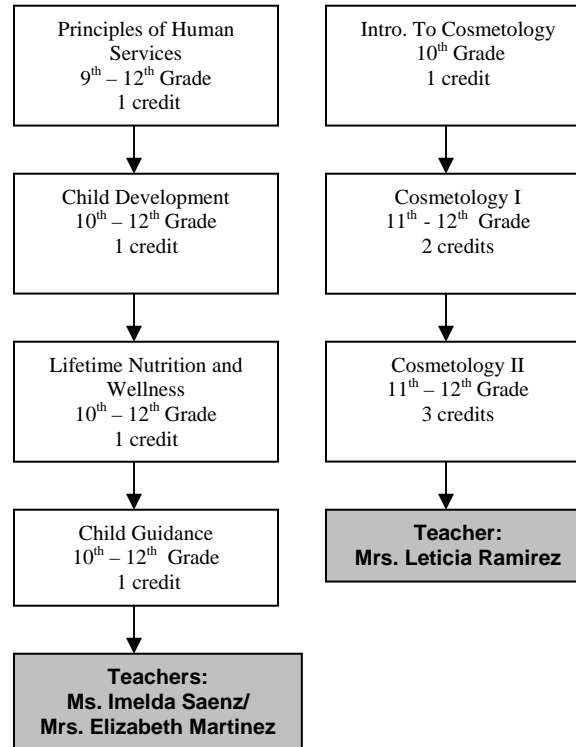 Principles of Human
Services
9th – 12th Grade
1 credit
Child Development
10th – 12th Grade
1 credit
Lifetime Nutrition and
Wellness
10th – 12th Grade
1 credit
Child Guidance
10th – 12th Grade
1 credit
Teachers:
Ms. Imelda Saenz/
Mrs. Elizabeth Martinez
Intro. To Cosmetology
10th Grade
1 credit
Cosmetology I
11th - 12th Grade
2 credits
Cosmetology II
11th – 12th Grade
3 credits
Teacher:
Mrs. Leticia Ramirez